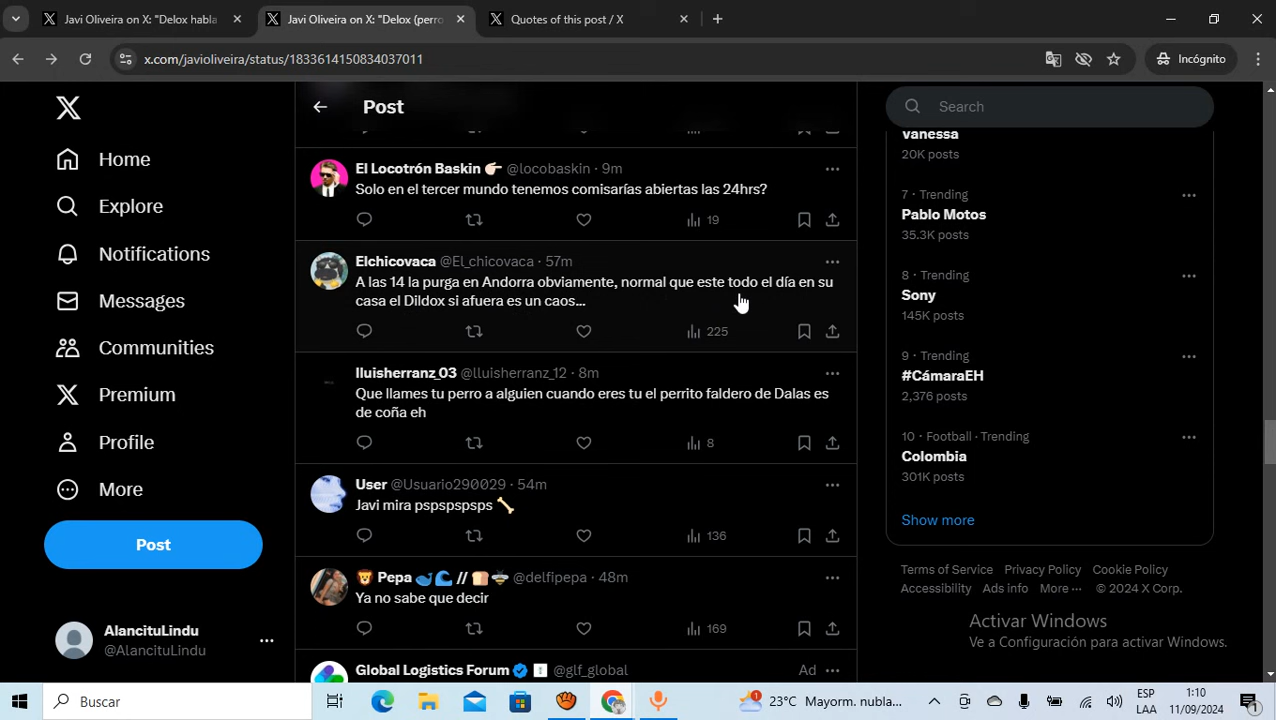 Javi Oliveira on X: "Delox habla
Javi Oliveira on X: "Delox (perro
Quotes of this post / X
x.com/javioliveira/status/1833614150834037011
Incógnito
Home
Explore
Notifications
Messages
Communities
Premium
Profile
More
Post
AlancituLindu
@AlancituLindu
Post
El Locotrón Baskin 👉🏻 @locobaskin · 9m
Solo en el tercer mundo tenemos comisarías abiertas las 24hrs?
19
Elchicovaca @El_chicovaca · 57m
A las 14 la purga en Andorra obviamente, normal que este todo el día en su
casa el Dildox si afuera es un caos...
225
lluisherranz_03 @lluisherranz_12 · 8m
Que llames tu perro a alguien cuando eres tu el perrito faldero de Dalas es
de coña eh
8
User @Usuario290029 · 54m
Javi mira pspspspsps 🦴
136
🦁 Pepa 🐋🌊 // 🍞🐝 @delfipepa · 48m
Ya no sabe que decir
169
Global Logistics Forum @glf_global
Ad
Search
Vanessa
20K posts
7 · Trending
Pablo Motos
35.3K posts
8 · Trending
Sony
145K posts
9 · Trending
#CámaraEH
2,376 posts
10 · Football · Trending
Colombia
301K posts
Show more
Terms of Service Privacy Policy Cookie Policy
Accessibility Ads info More ··· © 2024 X Corp.
Activar Windows
Ve a Configuración para activar Windows.
Buscar
1
23°C Mayorm. nubla...
ESP
LAA
1:10
11/09/2024
1